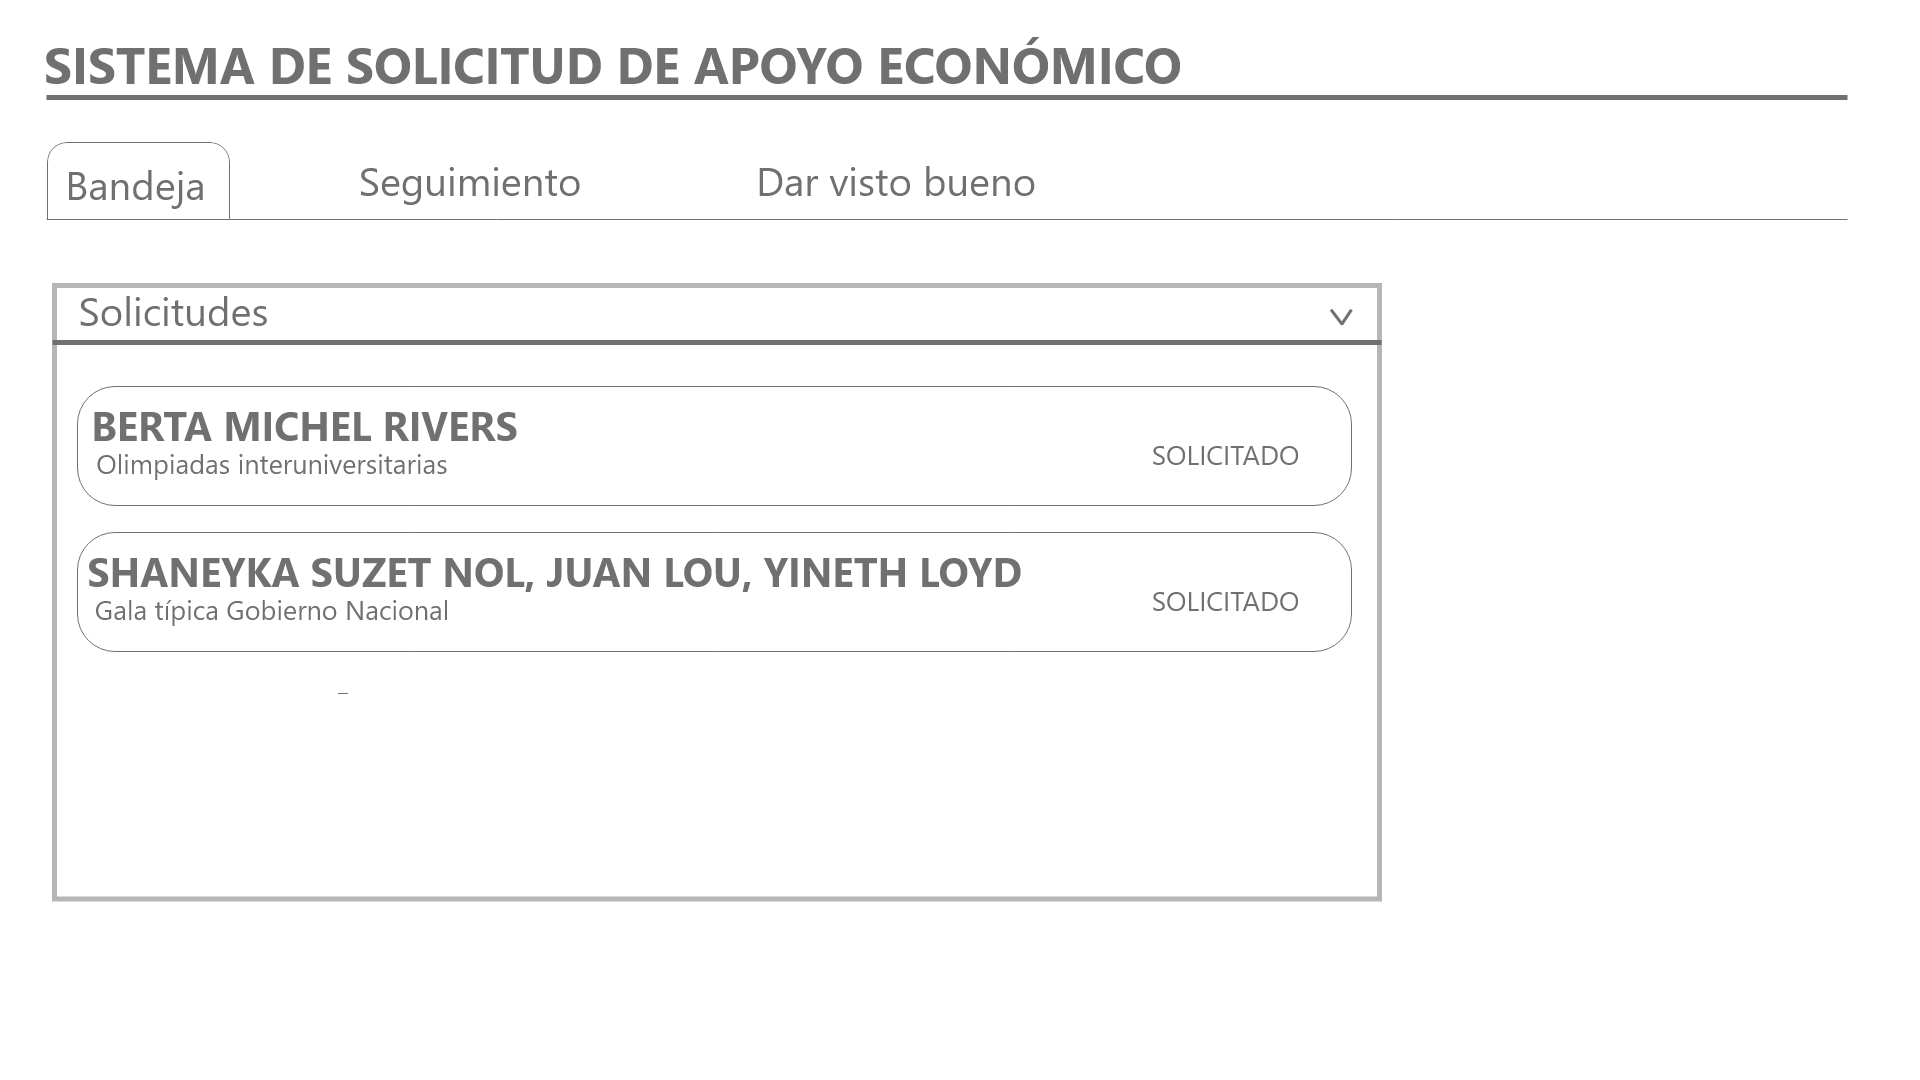 SISTEMA DE SOLICITUD DE APOYO ECONÓMICO
Bandeja
Seguimiento
Dar visto bueno
Solicitudes
BERTA MICHEL RIVERS
Olimpiadas interuniversitarias
SOLICITADO
SHANEYKA SUZET NOL, JUAN LOU, YINETH LOYD
Gala típica Gobierno Nacional
SOLICITADO